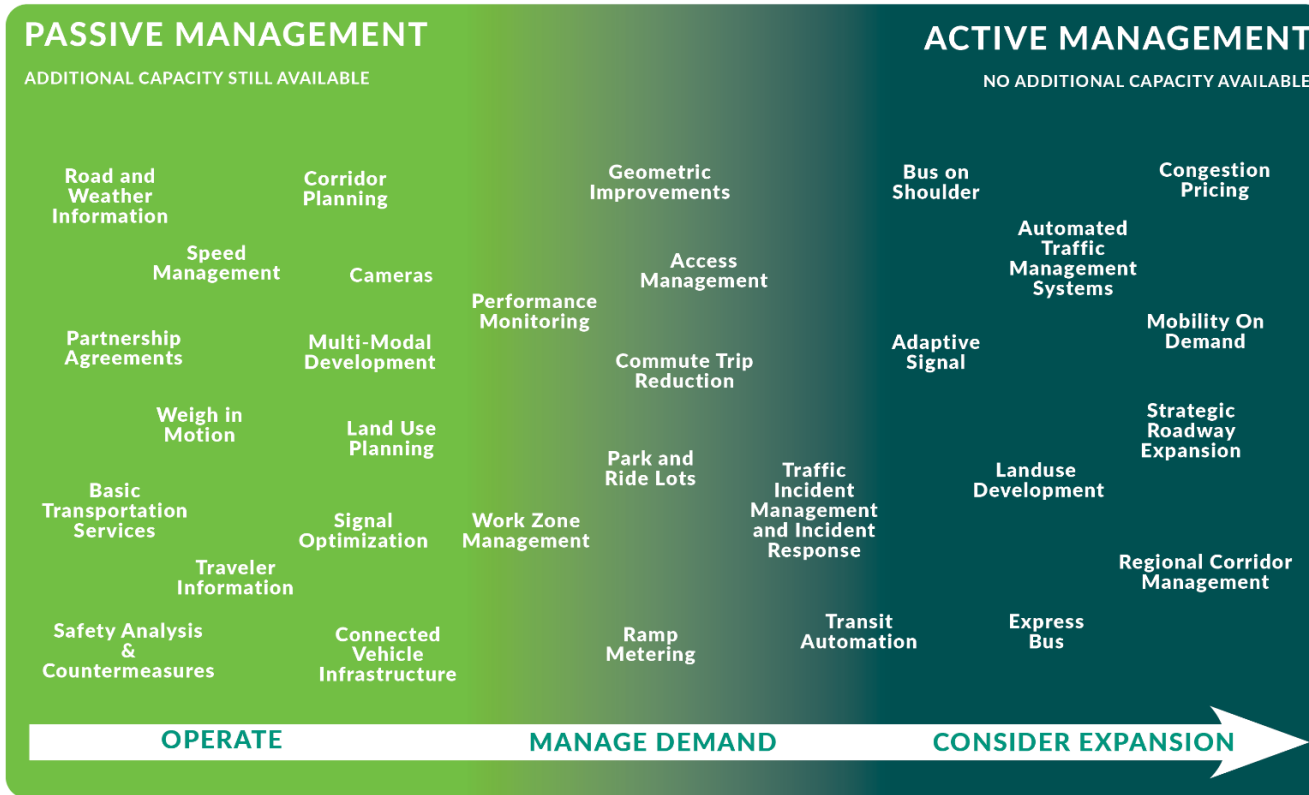 PASSIVE MANAGEMENT
ADDITIONAL CAPACITY STILL AVAILABLE
ACTIVE MANAGEMENT
NO ADDITIONAL CAPACITY AVAILABLE
Road and
Weather
Information
Corridor
Planning
Speed
Management
Cameras
Partnership
Agreements
Multi-Modal
Development
Weigh in
Motion
Land Use
Planning
Basic
Transportation
Services
Signal
Optimization
Traveler
Information
Safety Analysis
&
Countermeasures
Connected
Vehicle
Infrastructure
Geometric
Improvements
Access
Management
Performance
Monitoring
Commute Trip
Reduction
Park and
Ride Lots
Work Zone
Management
Traffic
Incident
Management
and Incident
Response
Ramp
Metering
Transit
Automation
Bus on
Shoulder
Congestion
Pricing
Automated
Traffic
Management
Systems
Mobility On
Demand
Adaptive
Signal
Strategic
Roadway
Expansion
Landuse
Development
Regional Corridor
Management
Express
Bus
OPERATE
MANAGE DEMAND
CONSIDER EXPANSION